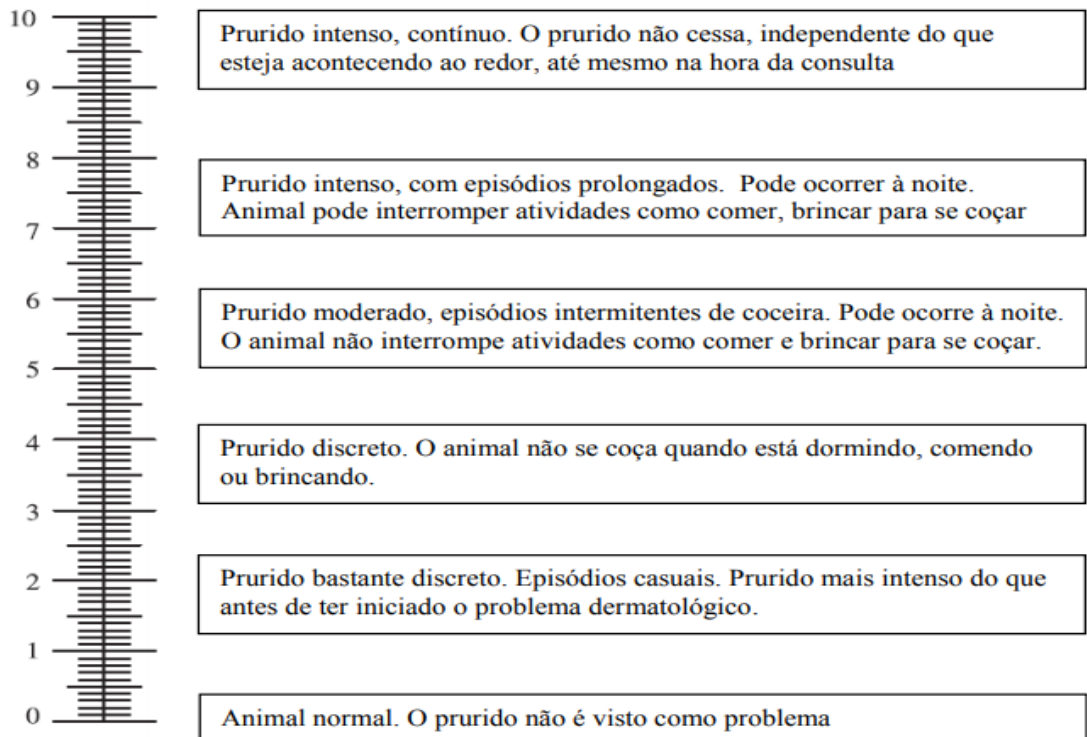 10
Prurido intenso, contínuo. O prurido não cessa, independente do que
esteja acontecendo ao redor, até mesmo na hora da consulta
9
8
Prurido intenso, com episódios prolongados. Pode ocorrer à noite.
Animal pode interromper atividades como comer, brincar para se coçar
7
6
Prurido moderado, episódios intermitentes de coceira. Pode ocorre à noite.
O animal não interrompe atividades como comer e brincar para se coçar.
5
4
Prurido discreto. O animal não se coça quando está dormindo, comendo
ou brincando.
3
2
Prurido bastante discreto. Episódios casuais. Prurido mais intenso do que
antes de ter iniciado o problema dermatológico.
1
0
Animal normal. O prurido não é visto como problema